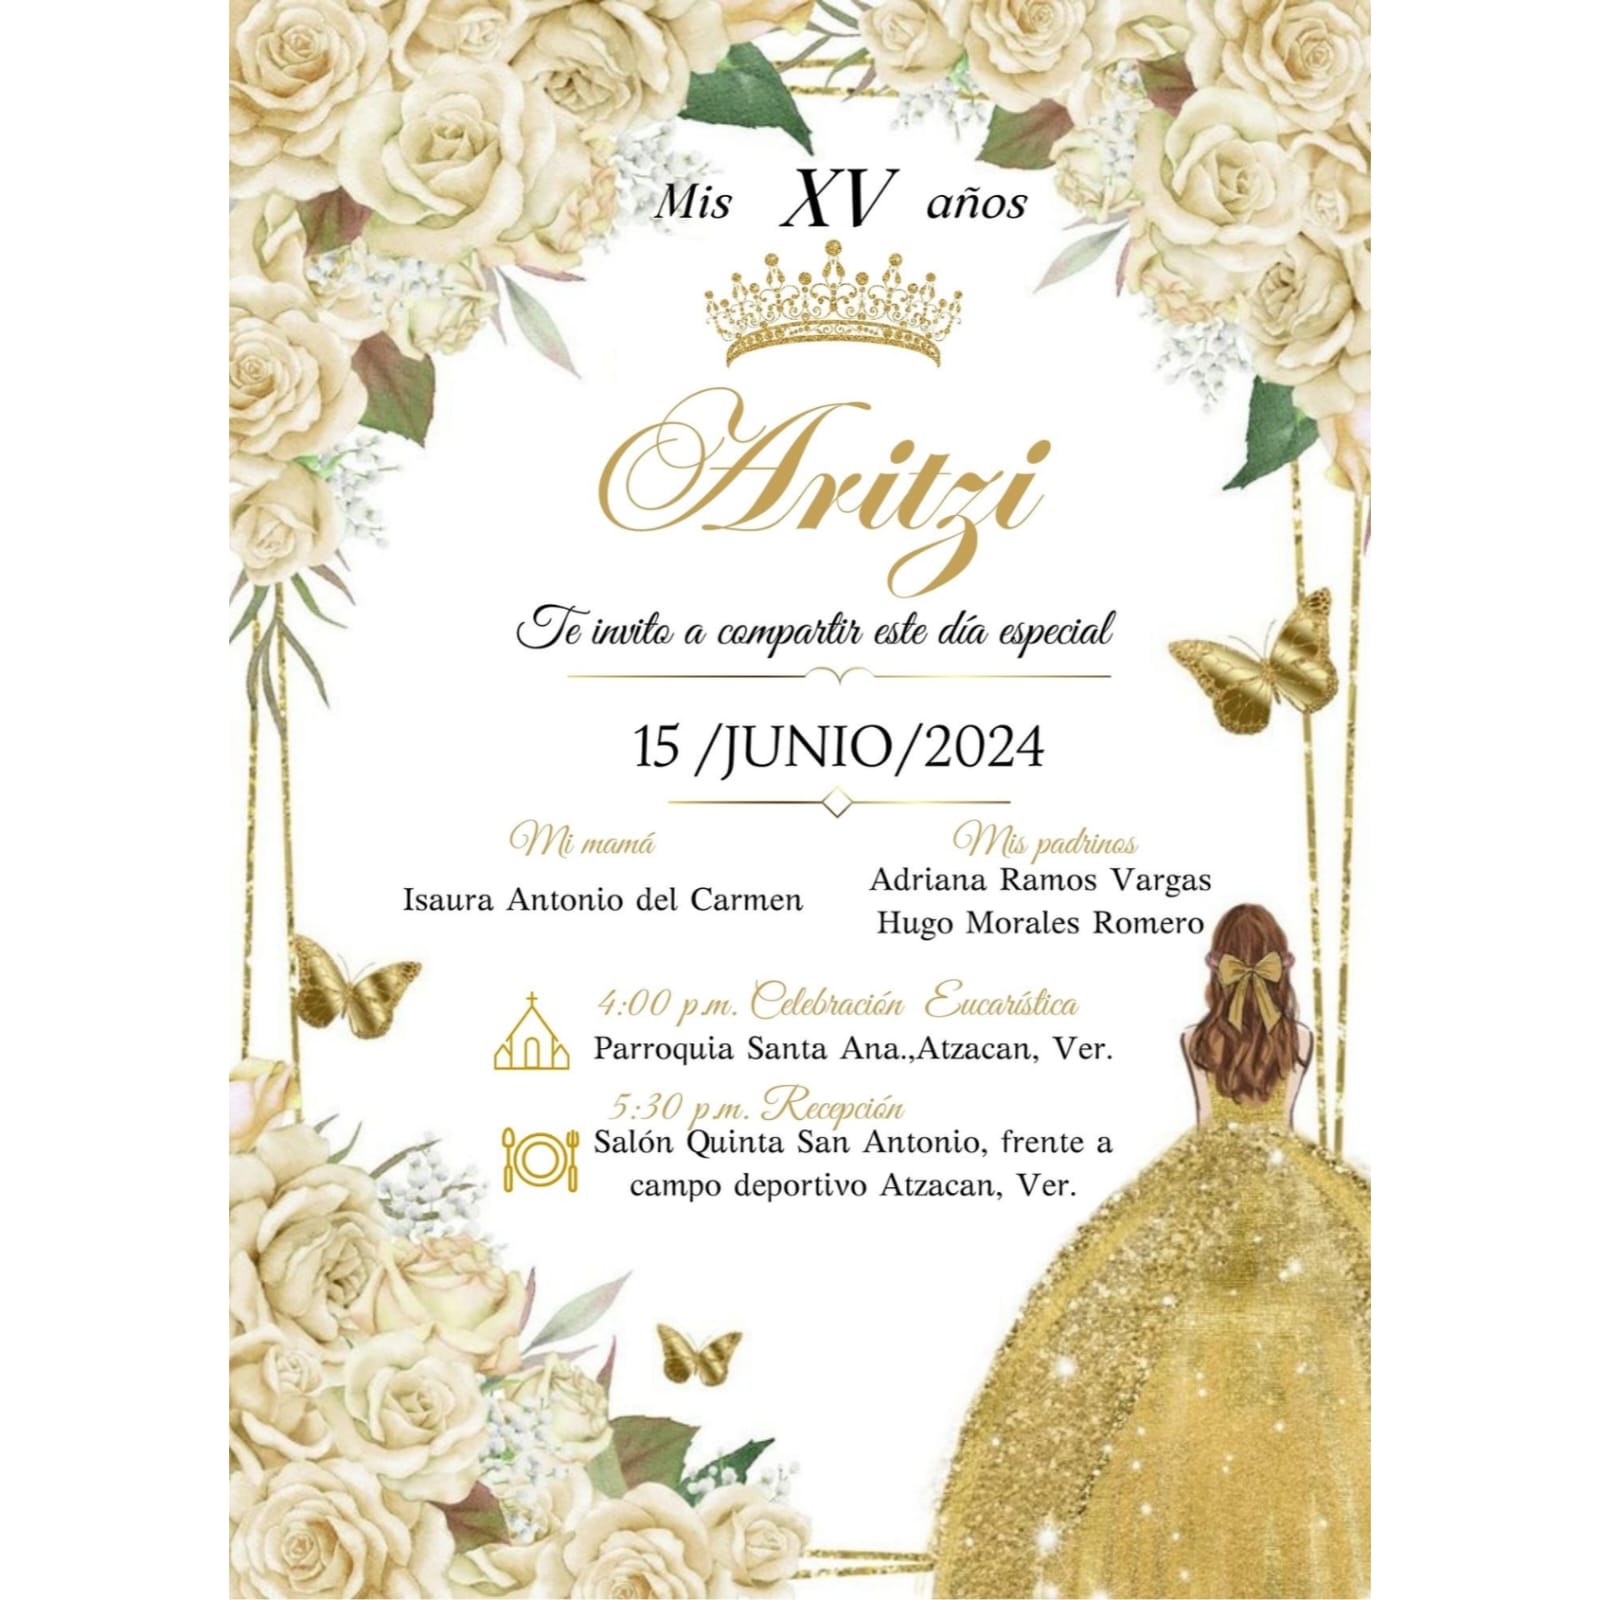 Mis XV años
Aritzi
Te invito a compartir este día especial
15 /JUNIO/2024
Mi mamá
Isaura Antonio del Carmen
Mis padrinos
Adriana Ramos Vargas
Hugo Morales Romero
4:00 p.m. Celebración Eucarística
Parroquia Santa Ana.,Atzacan, Ver.
5:30 p.m. Recepción
Salón Quinta San Antonio, frente a
campo deportivo Atzacan, Ver.